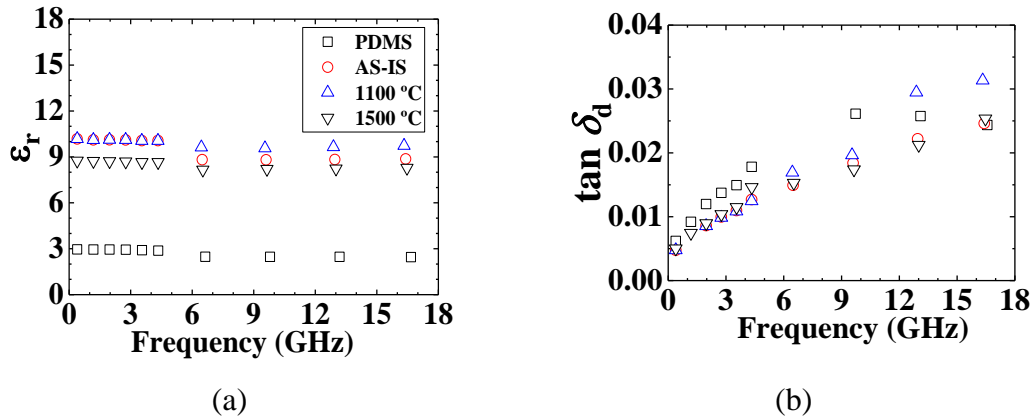 18
15
12
9
6
3
0
εr
0 3 6 9 12 15 18
Frequency (GHz)
PDMS
AS-IS
1100 ºC
1500 ºC
(a)
0.04
0.03
0.02
0.01
0.00
tan δd
0 3 6 9 12 15 18
Frequency (GHz)
(b)